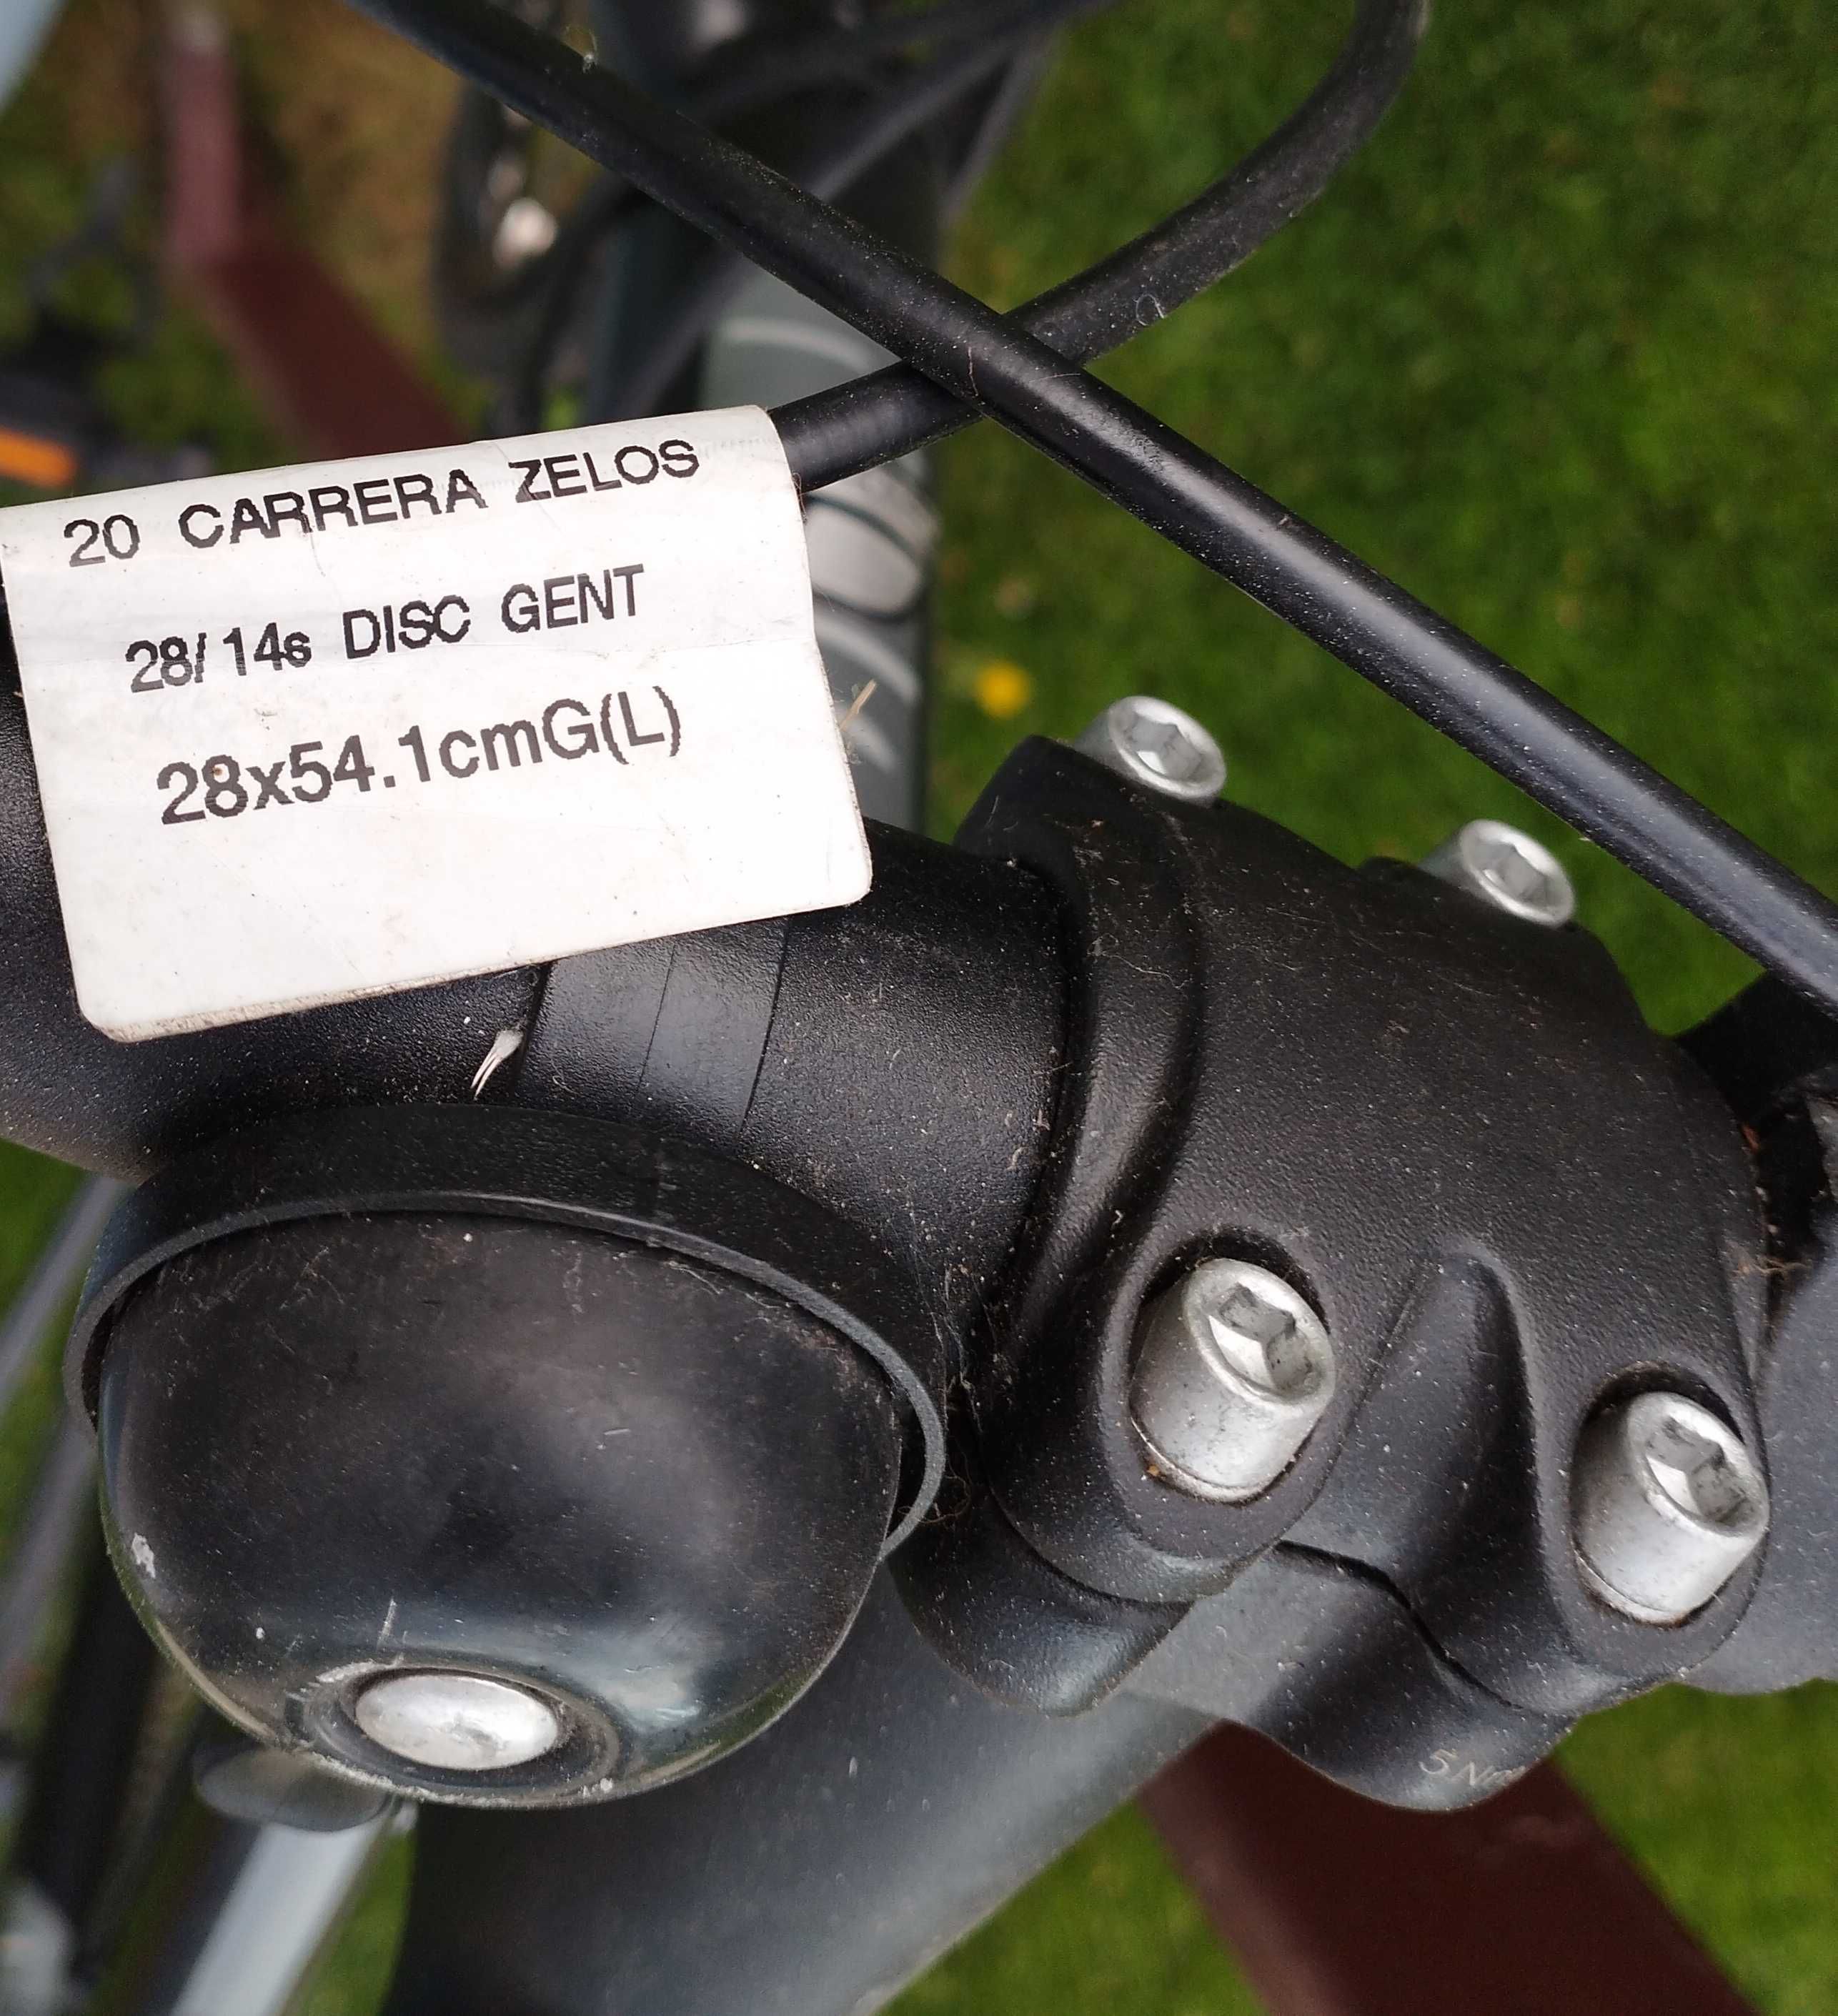 20 CARRERA ZELOS
28/14s DISC GENT
28x54.1cmG(L)